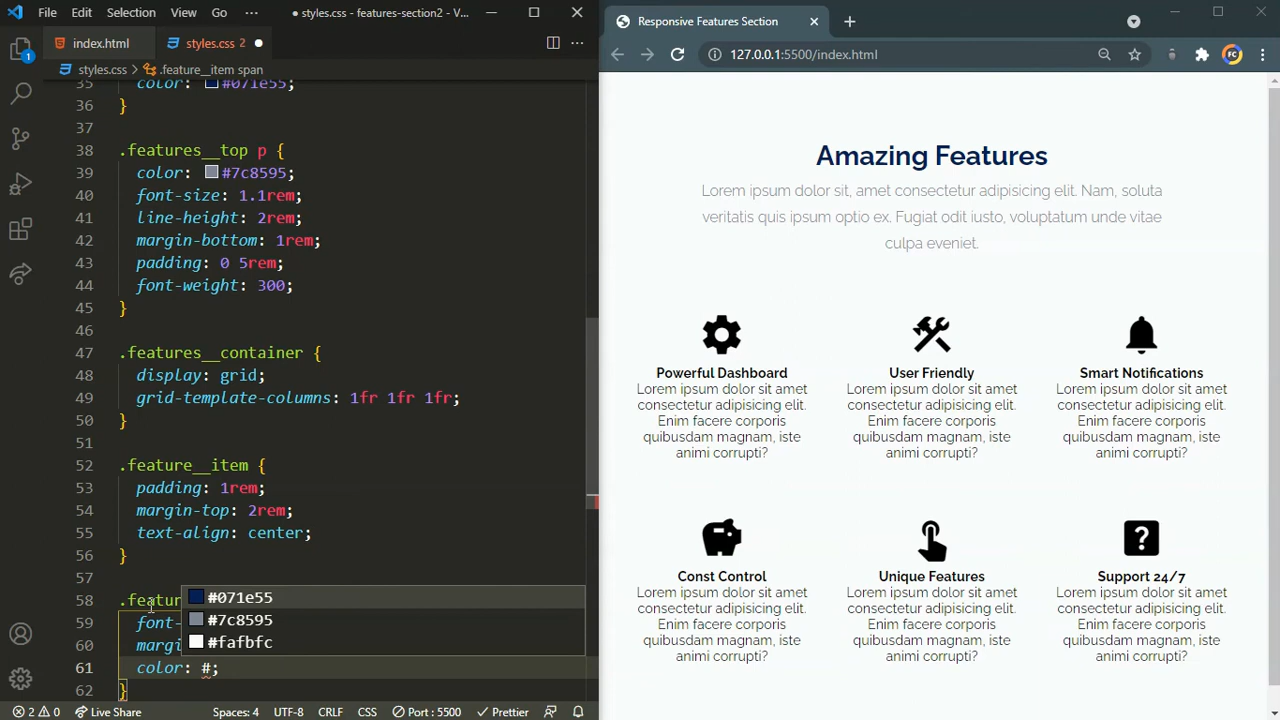 File Edit Selection View Go ··· ● styles.css - features-section2 - V...
index.html styles.css 2 ●
styles.css > .feature__item span
35 color: #071e55;
36 }
37
38 .features__top p {
39 color: #7c8595;
40 font-size: 1.1rem;
41 line-height: 2rem;
42 margin-bottom: 1rem;
43 padding: 0 5rem;
44 font-weight: 300;
45 }
46
47 .features__container {
48 display: grid;
49 grid-template-columns: 1fr 1fr 1fr;
50 }
51
52 .feature__item {
53 padding: 1rem;
54 margin-top: 2rem;
55 text-align: center;
56 }
57
58 .featur
#071e55
59 font-
#7c8595
60 margi
#fafbfc
61 color: #;
62 }
2 0 Live Share Spaces: 4 UTF-8 CRLF CSS Port : 5500 Prettier
Responsive Features Section
127.0.0.1:5500/index.html
FC
Amazing Features
Lorem ipsum dolor sit, amet consectetur adipisicing elit. Nam, soluta
veritatis quis ipsum optio ex. Fugiat odit iusto, voluptatum unde vitae
culpa eveniet.
Powerful Dashboard
Lorem ipsum dolor sit amet
consectetur adipisicing elit.
Enim facere corporis
quibusdam magnam, iste
animi corrupti?
User Friendly
Lorem ipsum dolor sit amet
consectetur adipisicing elit.
Enim facere corporis
quibusdam magnam, iste
animi corrupti?
Smart Notifications
Lorem ipsum dolor sit amet
consectetur adipisicing elit.
Enim facere corporis
quibusdam magnam, iste
animi corrupti?
Const Control
Lorem ipsum dolor sit amet
consectetur adipisicing elit.
Enim facere corporis
quibusdam magnam, iste
animi corrupti?
Unique Features
Lorem ipsum dolor sit amet
consectetur adipisicing elit.
Enim facere corporis
quibusdam magnam, iste
animi corrupti?
Support 24/7
Lorem ipsum dolor sit amet
consectetur adipisicing elit.
Enim facere corporis
quibusdam magnam, iste
animi corrupti?